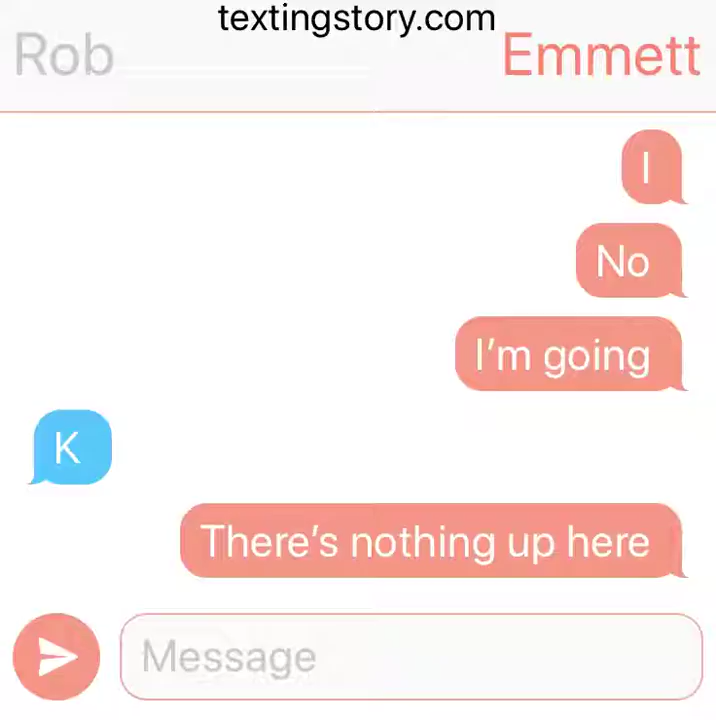 textingstory.com
Rob
Emmett
I
No
I’m going
K
There’s nothing up here
Message